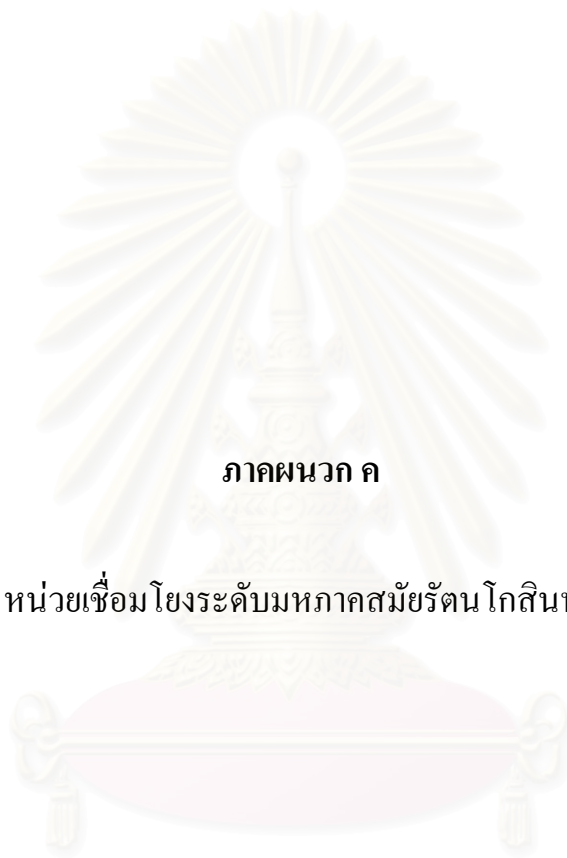 ภาคผนวก ค
หน่วยเชื่อมโยงระดับมหภาคสมัยรัตนโกสิน